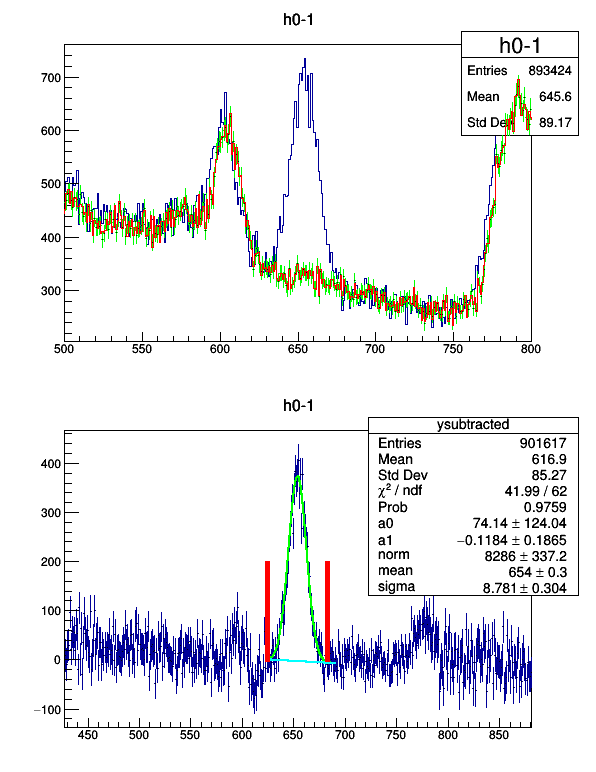 h0-1
h0-1
Entries 893424
Mean 645.6
Std Dev 89.17
700
600
500
400
300
500 550 600 650 700 750 800
h0-1
ysubtracted
Entries 901617
Mean 616.9
Std Dev 85.27
χ² / ndf 41.99 / 62
Prob 0.9759
a0 74.14 ± 124.04
a1 −0.1184 ± 0.1865
norm 8286 ± 337.2
mean 654 ± 0.3
sigma 8.781 ± 0.304
400
300
200
100
0
−100
450 500 550 600 650 700 750 800 850